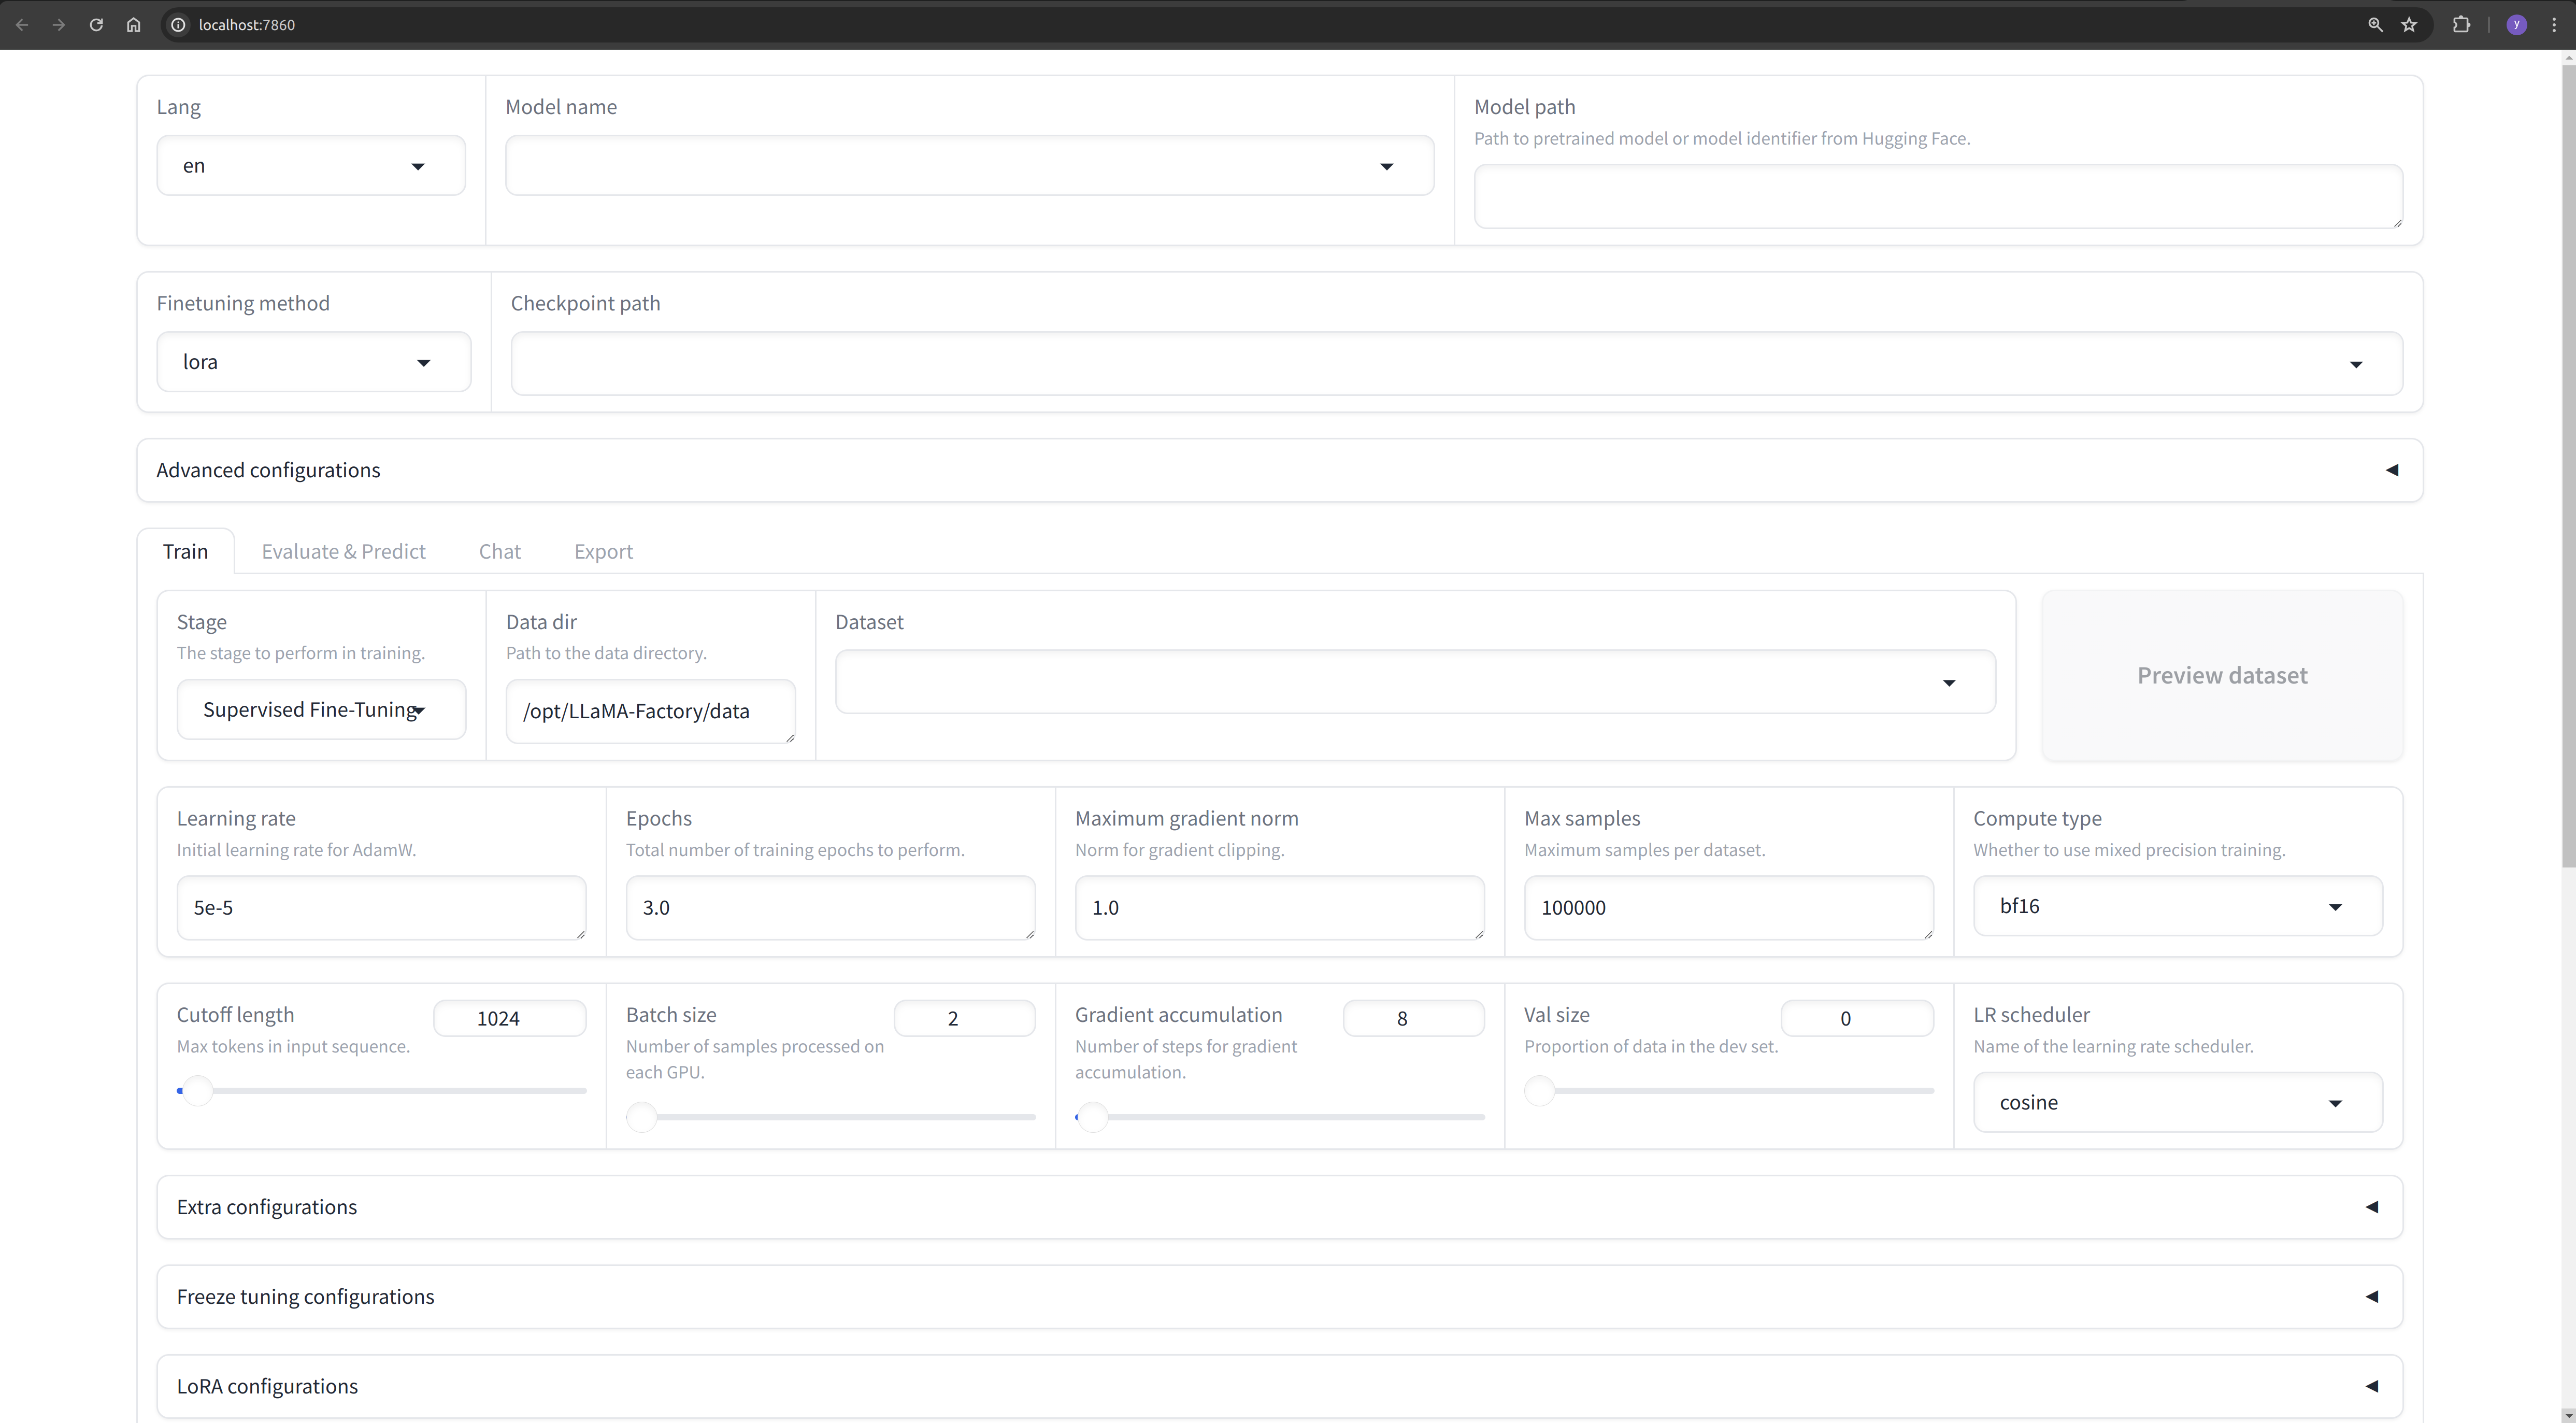 localhost:7860
y
Lang
Model name
Model path
Path to pretrained model or model identifier from Hugging Face.
en
Finetuning method
Checkpoint path
lora
Advanced configurations
Train
Evaluate & Predict
Chat
Export
Stage
The stage to perform in training.
Supervised Fine-Tuning
Data dir
Path to the data directory.
/opt/LLaMA-Factory/data
Dataset
Preview dataset
Learning rate
Initial learning rate for AdamW.
5e-5
Epochs
Total number of training epochs to perform.
3.0
Maximum gradient norm
Norm for gradient clipping.
1.0
Max samples
Maximum samples per dataset.
100000
Compute type
Whether to use mixed precision training.
bf16
Cutoff length
1024
Max tokens in input sequence.
Batch size
2
Number of samples processed on
each GPU.
Gradient accumulation
8
Number of steps for gradient
accumulation.
Val size
0
Proportion of data in the dev set.
LR scheduler
Name of the learning rate scheduler.
cosine
Extra configurations
Freeze tuning configurations
LoRA configurations